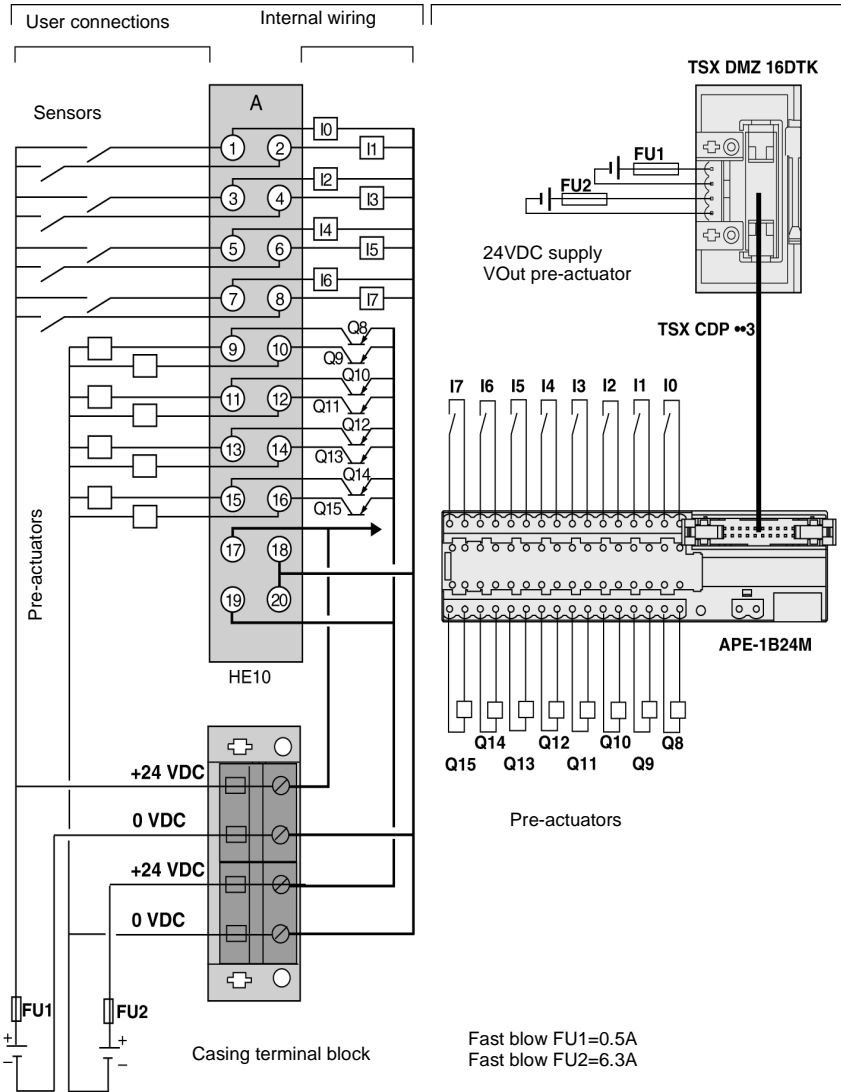 User connections
Internal wiring
Sensors
A
I0
1
2
I1
I2
3
4
I3
I4
5
6
I5
I6
7
8
I7
Q8
9
10
Q9
Q10
11
12
Q11
Q12
13
14
Q13
Q14
15
16
Q15
17
18
19
20
Pre-actuators
HE10
+24 VDC
0 VDC
+24 VDC
0 VDC
FU1
FU2
+
–
+
–
Casing terminal block
TSX DMZ 16DTK
FU1
FU2
24VDC supply
VOut pre-actuator
TSX CDP ••3
I7 I6 I5 I4 I3 I2 I1 I0
APE-1B24M
Q14 Q12 Q10 Q8
Q15 Q13 Q11 Q9
Pre-actuators
Fast blow FU1=0.5A
Fast blow FU2=6.3A